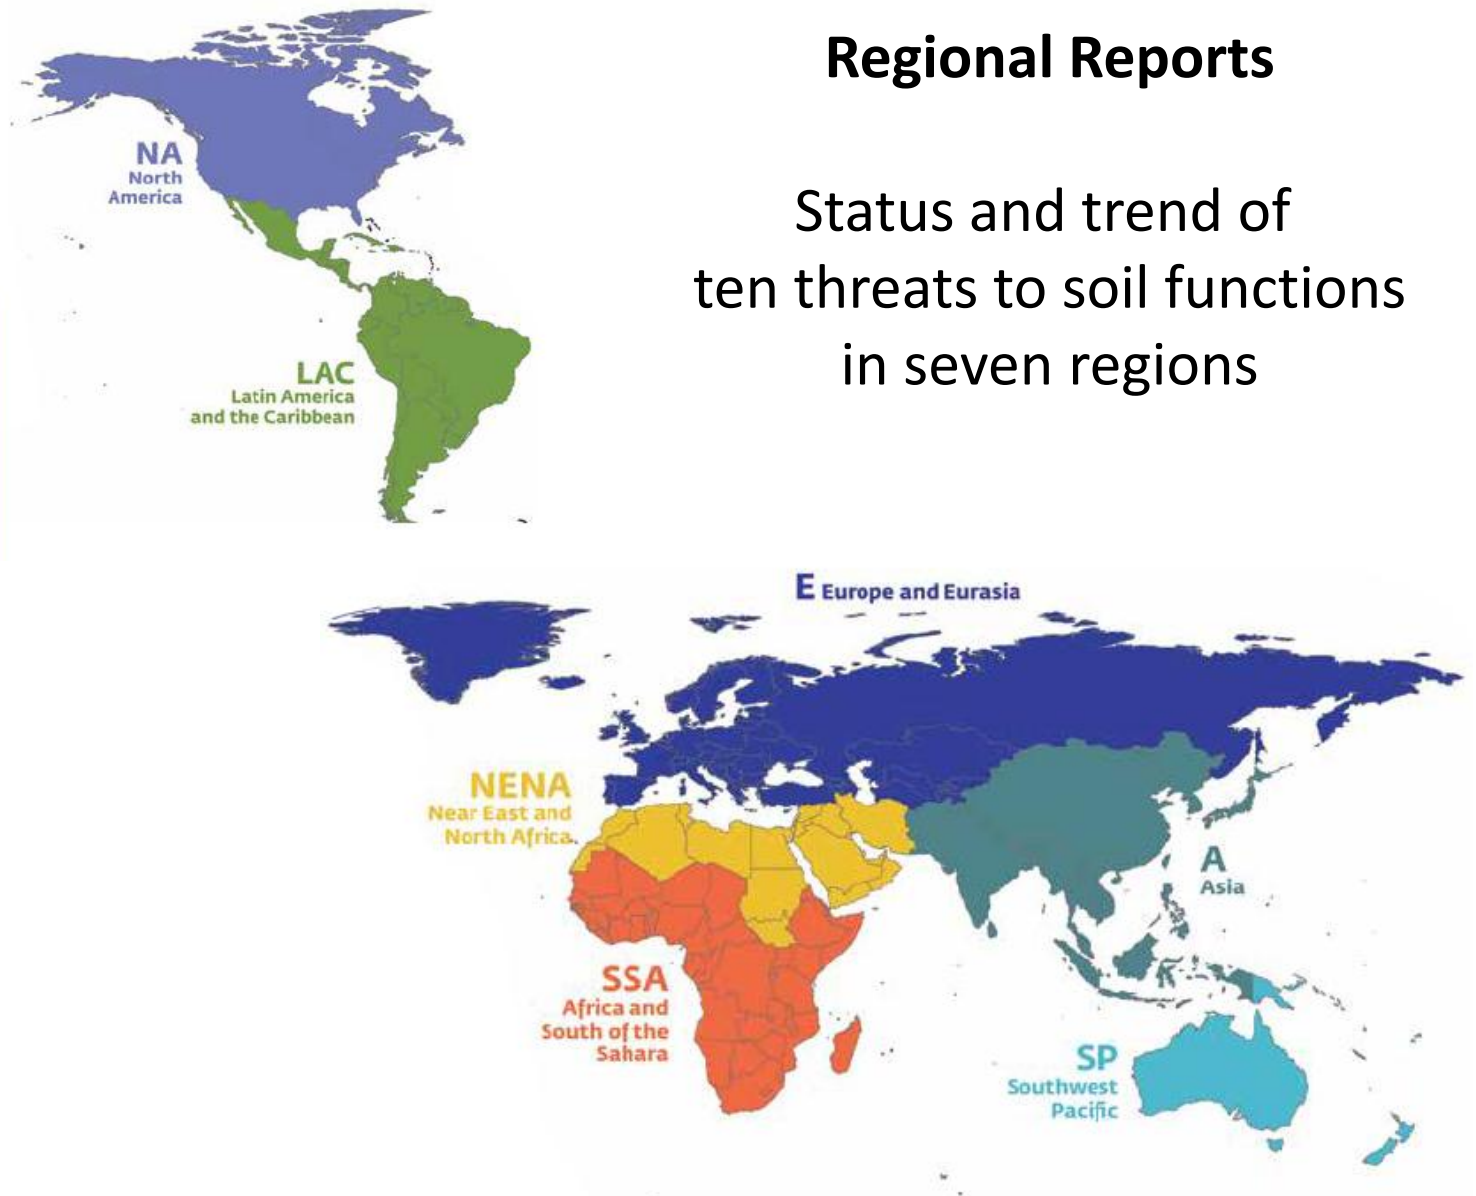 Regional Reports
Status and trend of
ten threats to soil functions
in seven regions
NA
North
America
LAC
Latin America
and the Caribbean
E Europe and Eurasia
NENA
Near East and
North Africa
A
Asia
SSA
Africa and
South of the
Sahara
SP
Southwest
Pacific